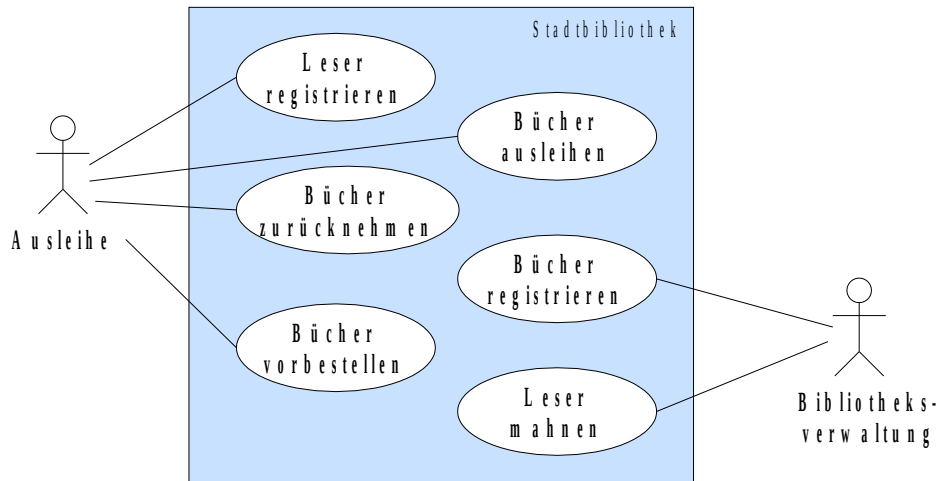 Stadtbibliothek
Leser
registrieren
Bücher
ausleihen
Bücher
zurücknehmen
Ausleihe
Bücher
registrieren
Bücher
vorbestellen
Leser
mahnen
Bibliotheks-
verwaltung